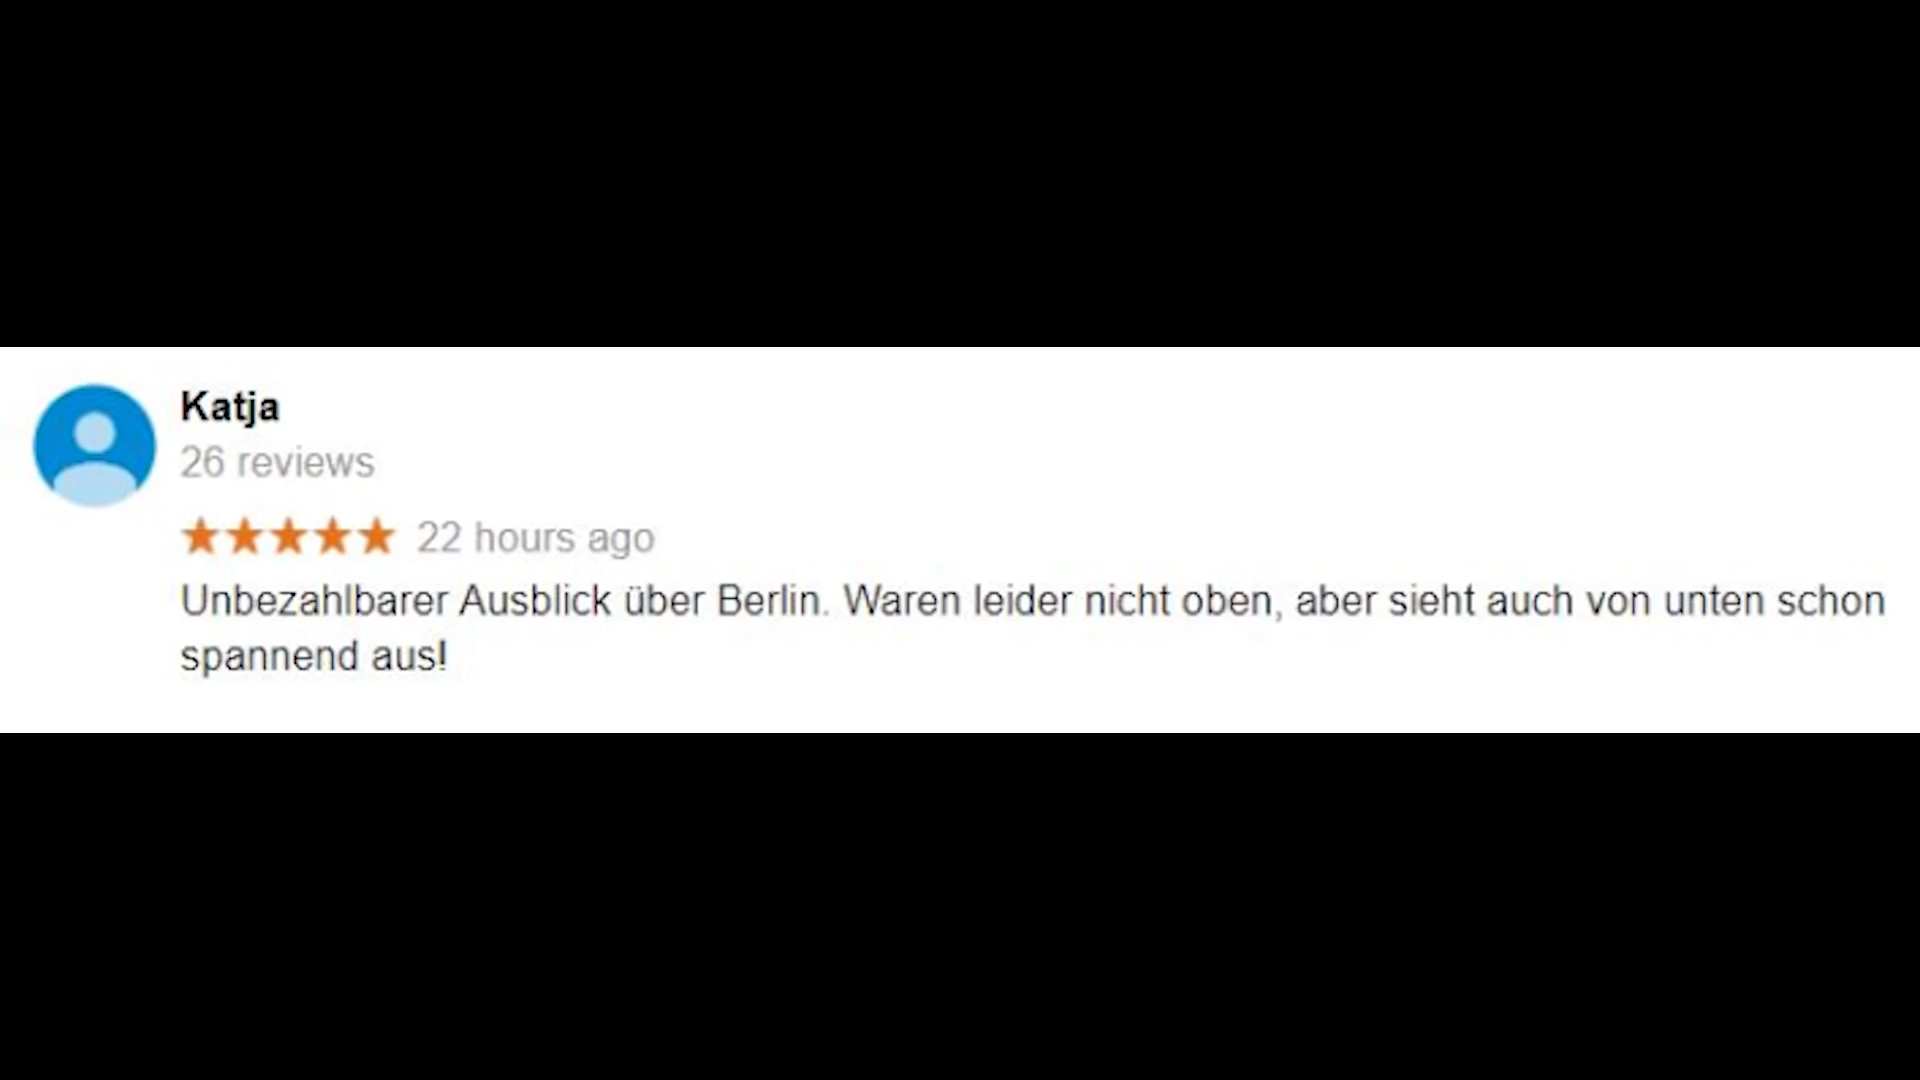 Katja
26 reviews
22 hours ago
Unbezahlbarer Ausblick über Berlin. Waren leider nicht oben, aber sieht auch von unten schon
spannend aus!